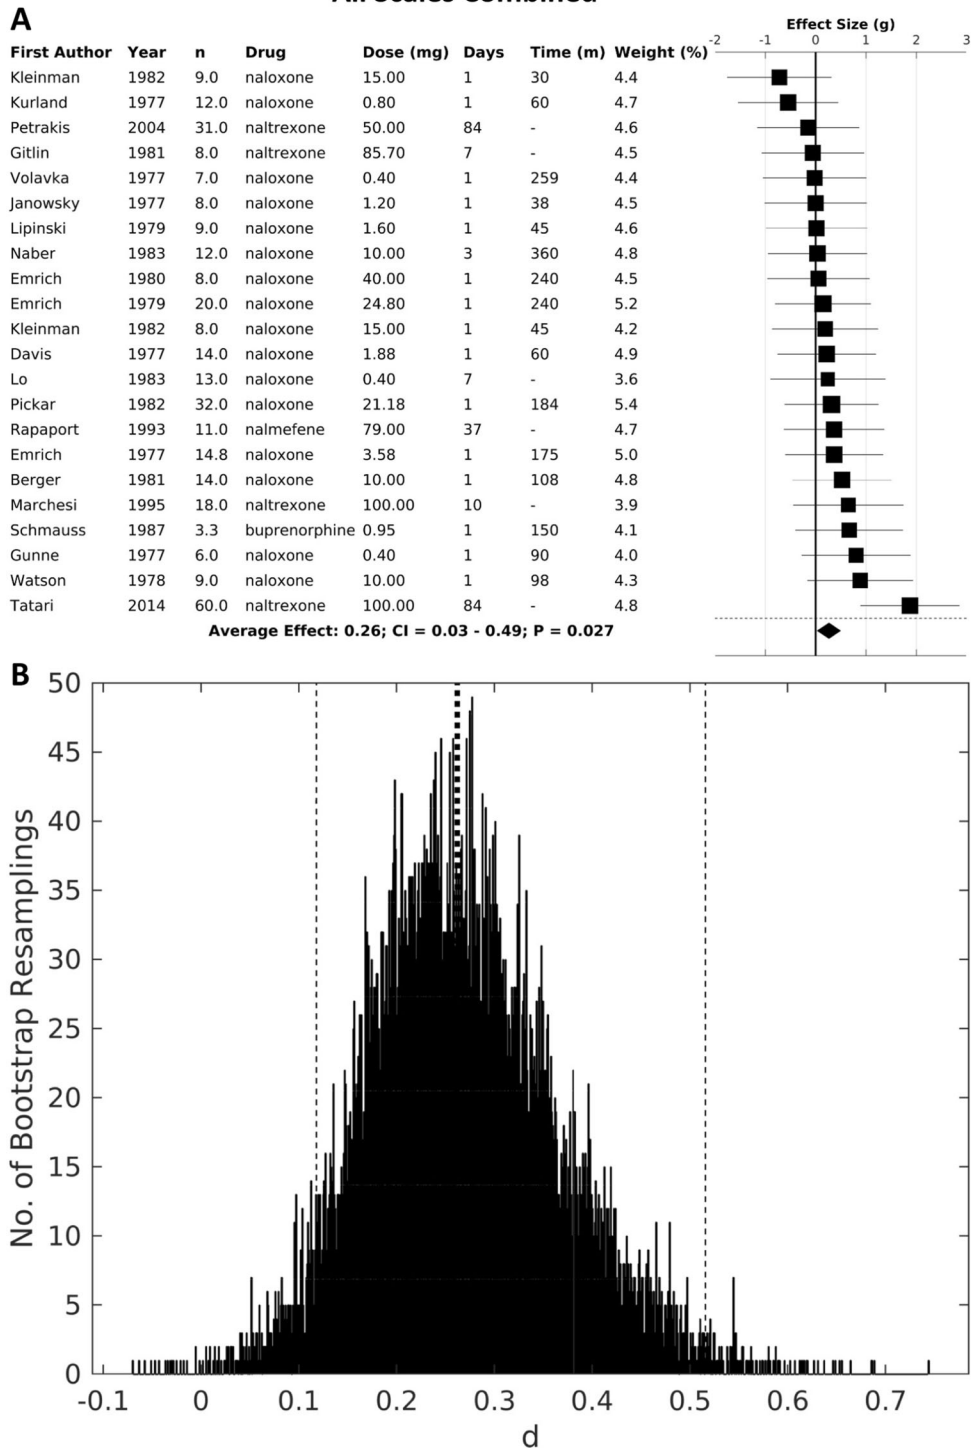 All Scales Combined
A
Effect Size (g)
First Author Year n Drug Dose (mg) Days Time (m) Weight (%)
-2 -1 0 1 2 3
Kleinman 1982 9.0 naloxone 15.00 1 30 4.4
Kurland 1977 12.0 naloxone 0.80 1 60 4.7
Petrakis 2004 31.0 naltrexone 50.00 84 - 4.6
Gitlin 1981 8.0 naltrexone 85.70 7 - 4.5
Volavka 1977 7.0 naloxone 0.40 1 259 4.4
Janowsky 1977 8.0 naloxone 1.20 1 38 4.5
Lipinski 1979 9.0 naloxone 1.60 1 45 4.6
Naber 1983 12.0 naloxone 10.00 3 360 4.8
Emrich 1980 8.0 naloxone 40.00 1 240 4.5
Emrich 1979 20.0 naloxone 24.80 1 240 5.2
Kleinman 1982 8.0 naloxone 15.00 1 45 4.2
Davis 1977 14.0 naloxone 1.88 1 60 4.9
Lo 1983 13.0 naloxone 0.40 7 - 3.6
Pickar 1982 32.0 naloxone 21.18 1 184 5.4
Rapaport 1993 11.0 nalmefene 79.00 37 - 4.7
Emrich 1977 14.8 naloxone 3.58 1 175 5.0
Berger 1981 14.0 naloxone 10.00 1 108 4.8
Marchesi 1995 18.0 naltrexone 100.00 10 - 3.9
Schmauss 1987 3.3 buprenorphine 0.95 1 150 4.1
Gunne 1977 6.0 naloxone 0.40 1 90 4.0
Watson 1978 9.0 naloxone 10.00 1 98 4.3
Tatari 2014 60.0 naltrexone 100.00 84 - 4.8
Average Effect: 0.26; CI = 0.03 - 0.49; P = 0.027
-1 0 1 2 3
B
50
45
40
35
30
25
20
15
10
5
0
No. of Bootstrap Resamplings
-0.1 0 0.1 0.2 0.3 0.4 0.5 0.6 0.7
d